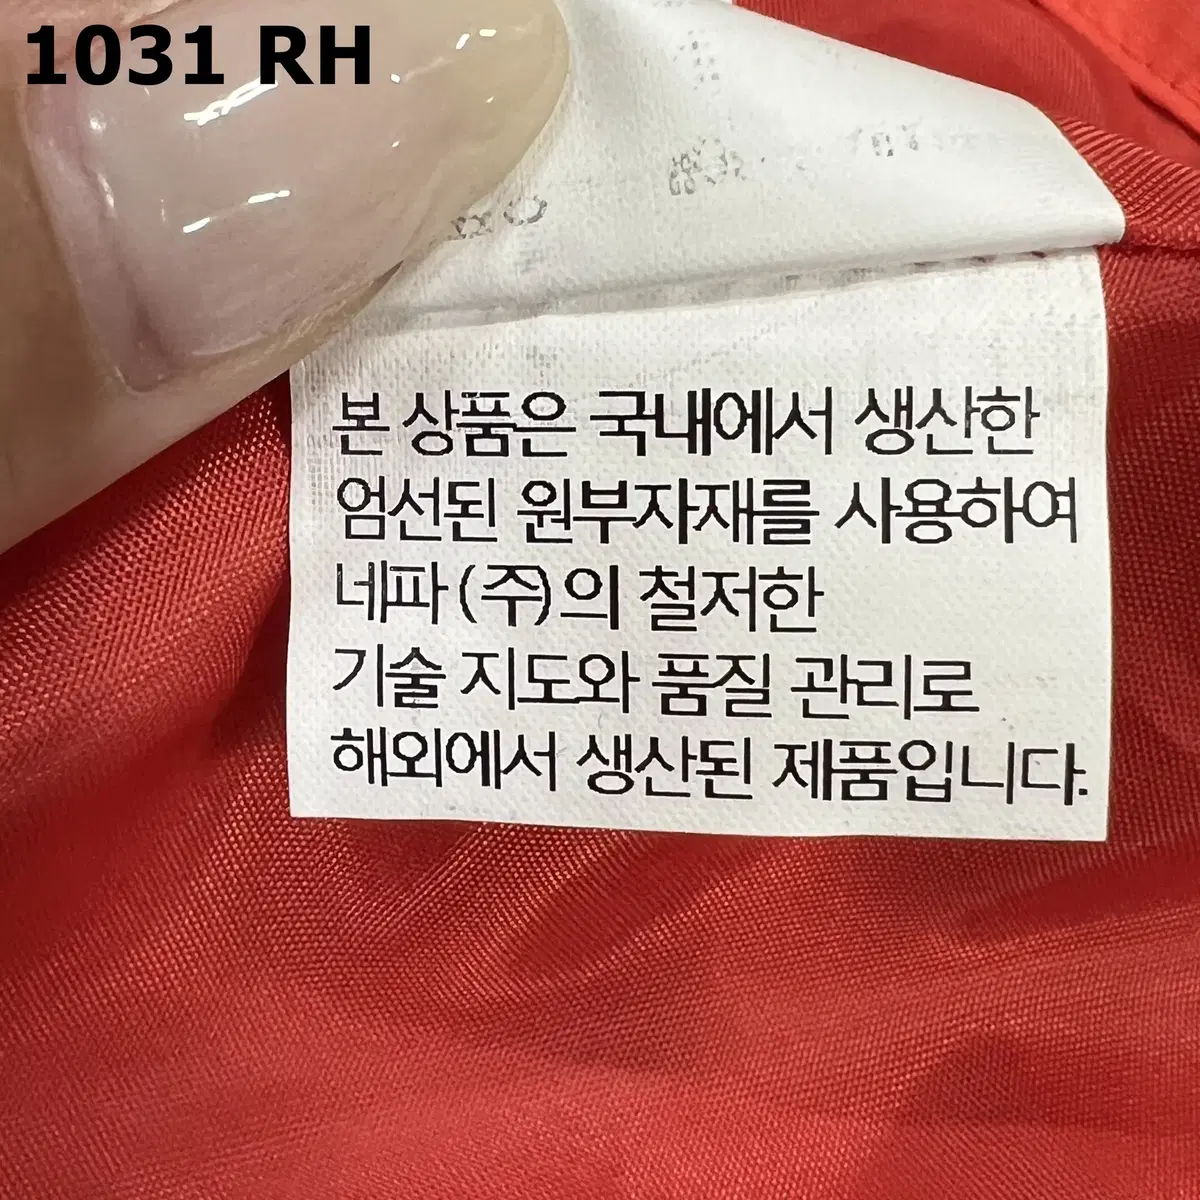 1031 RH
본 상품은 국내에서 생산한
엄선된 원부자재를 사용하여
네파(주)의 철저한
기술 지도와 품질 관리로
해외에서 생산된 제품입니다.